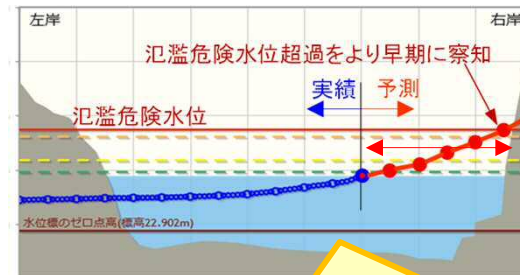 左岸
右岸
氾濫危険水位超過をより早期に察知
実績
予測
氾濫危険水位
水位標のゼロ点高(標高22.902m)